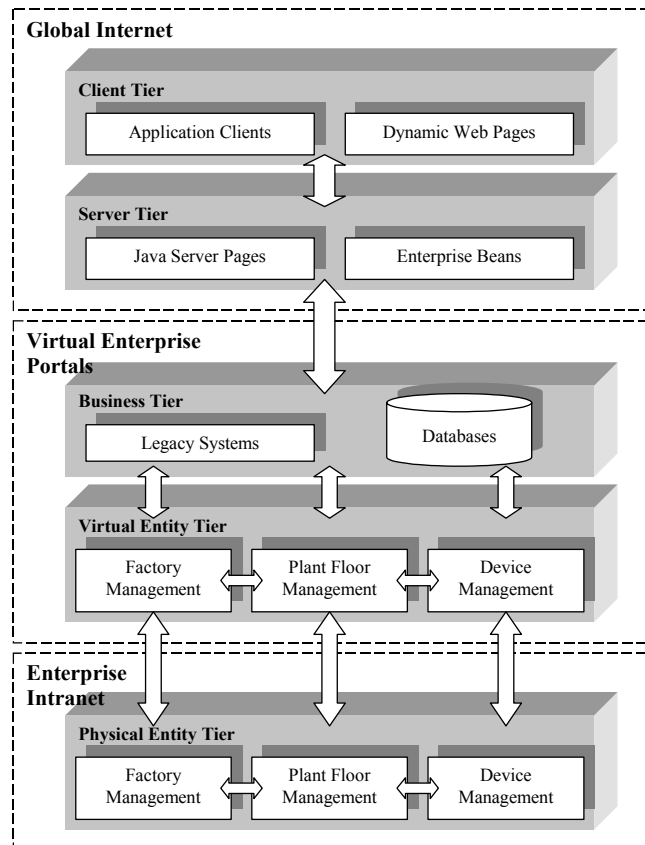 Global Internet
Client Tier
Application Clients
Dynamic Web Pages
Server Tier
Java Server Pages
Enterprise Beans
Virtual Enterprise
Portals
Business Tier
Legacy Systems
Databases
Virtual Entity Tier
Factory
Management
Plant Floor
Management
Device
Management
Enterprise
Intranet
Physical Entity Tier
Factory
Management
Plant Floor
Management
Device
Management